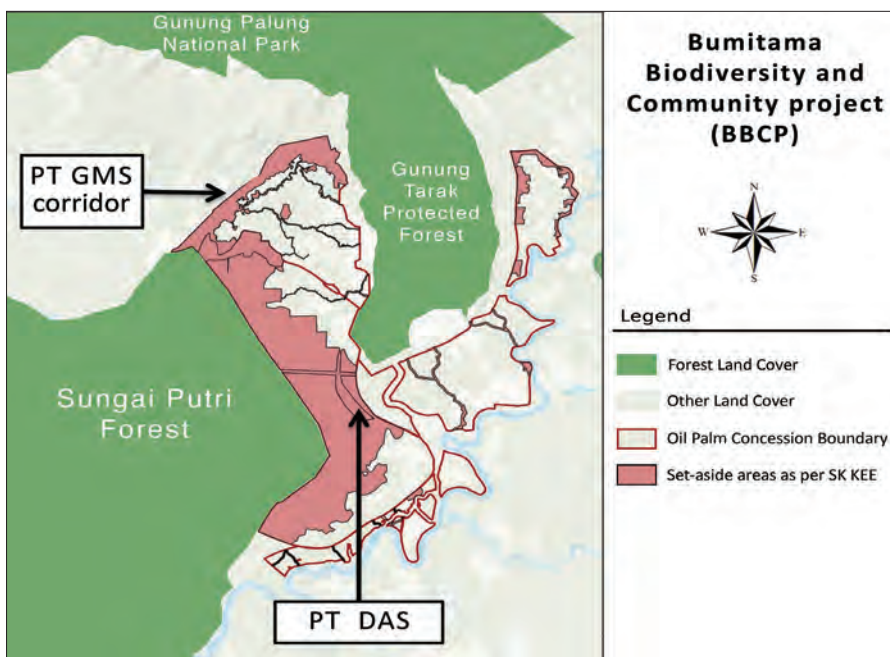 Gunung Palung
National Park
PT GMS
corridor
Gunung
Tarak
Protected
Forest
Sungai Putri
Forest
PT DAS
Bumitama
Biodiversity and
Community project
(BBCP)
N
W
E
S
Legend
Forest Land Cover
Other Land Cover
Oil Palm Concession Boundary
Set-aside areas as per SK KEE